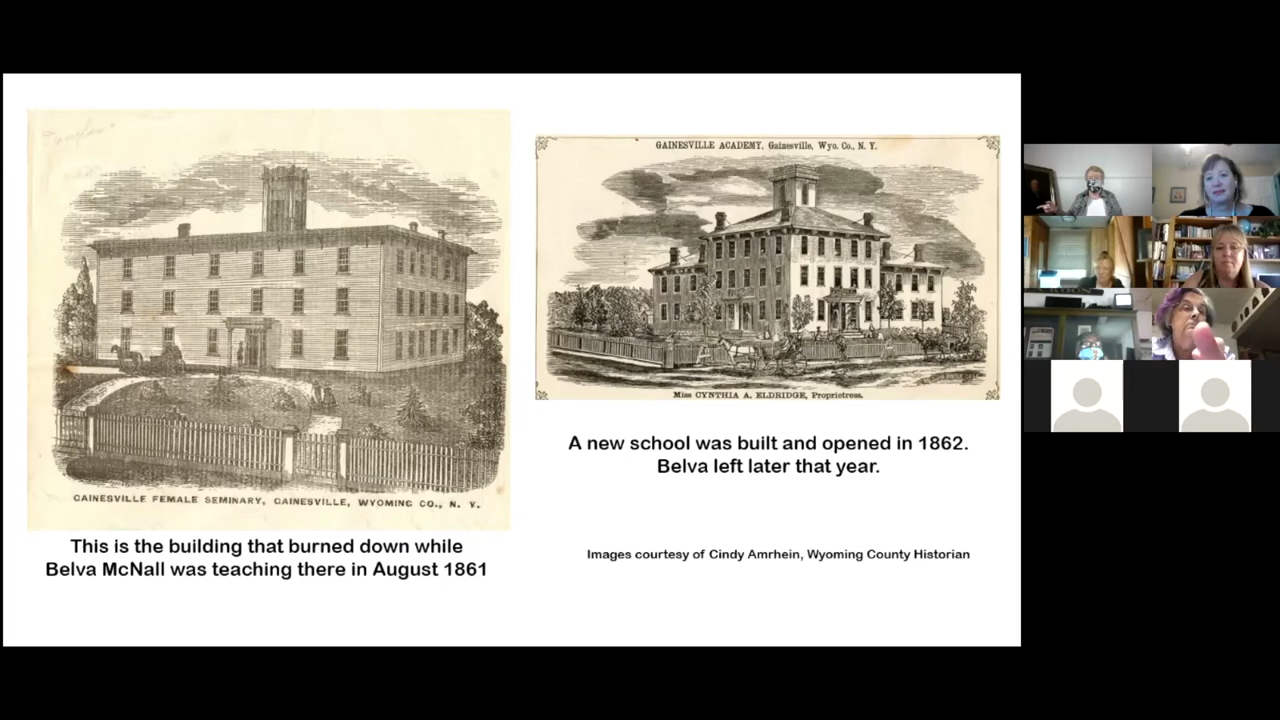 GAINESVILLE FEMALE SEMINARY, GAINESVILLE, WYOMING CO., N. Y.
This is the building that burned down while
Belva McNall was teaching there in August 1861
GAINESVILLE ACADEMY, Gainesville, Wyo. Co., N. Y.
Miss CYNTHIA A. ELDRIDGE, Proprietress.
A new school was built and opened in 1862.
Belva left later that year.
Images courtesy of Cindy Amrhein, Wyoming County Historian